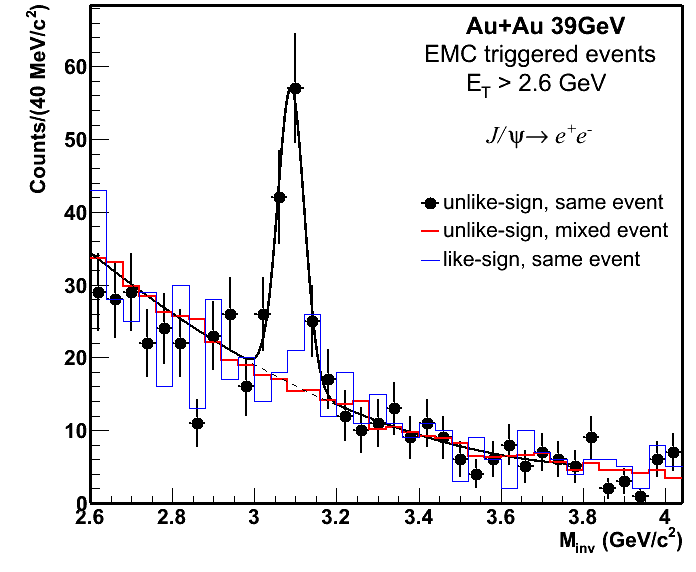 Counts/(40 MeV/c²)
Au+Au 39GeV
EMC triggered events
E_T > 2.6 GeV
J/ψ→ e⁺e⁻
unlike-sign, same event
unlike-sign, mixed event
like-sign, same event
60
50
40
30
20
10
0
2.6 2.8 3 3.2 3.4 3.6 3.8 4
M_inv (GeV/c²)